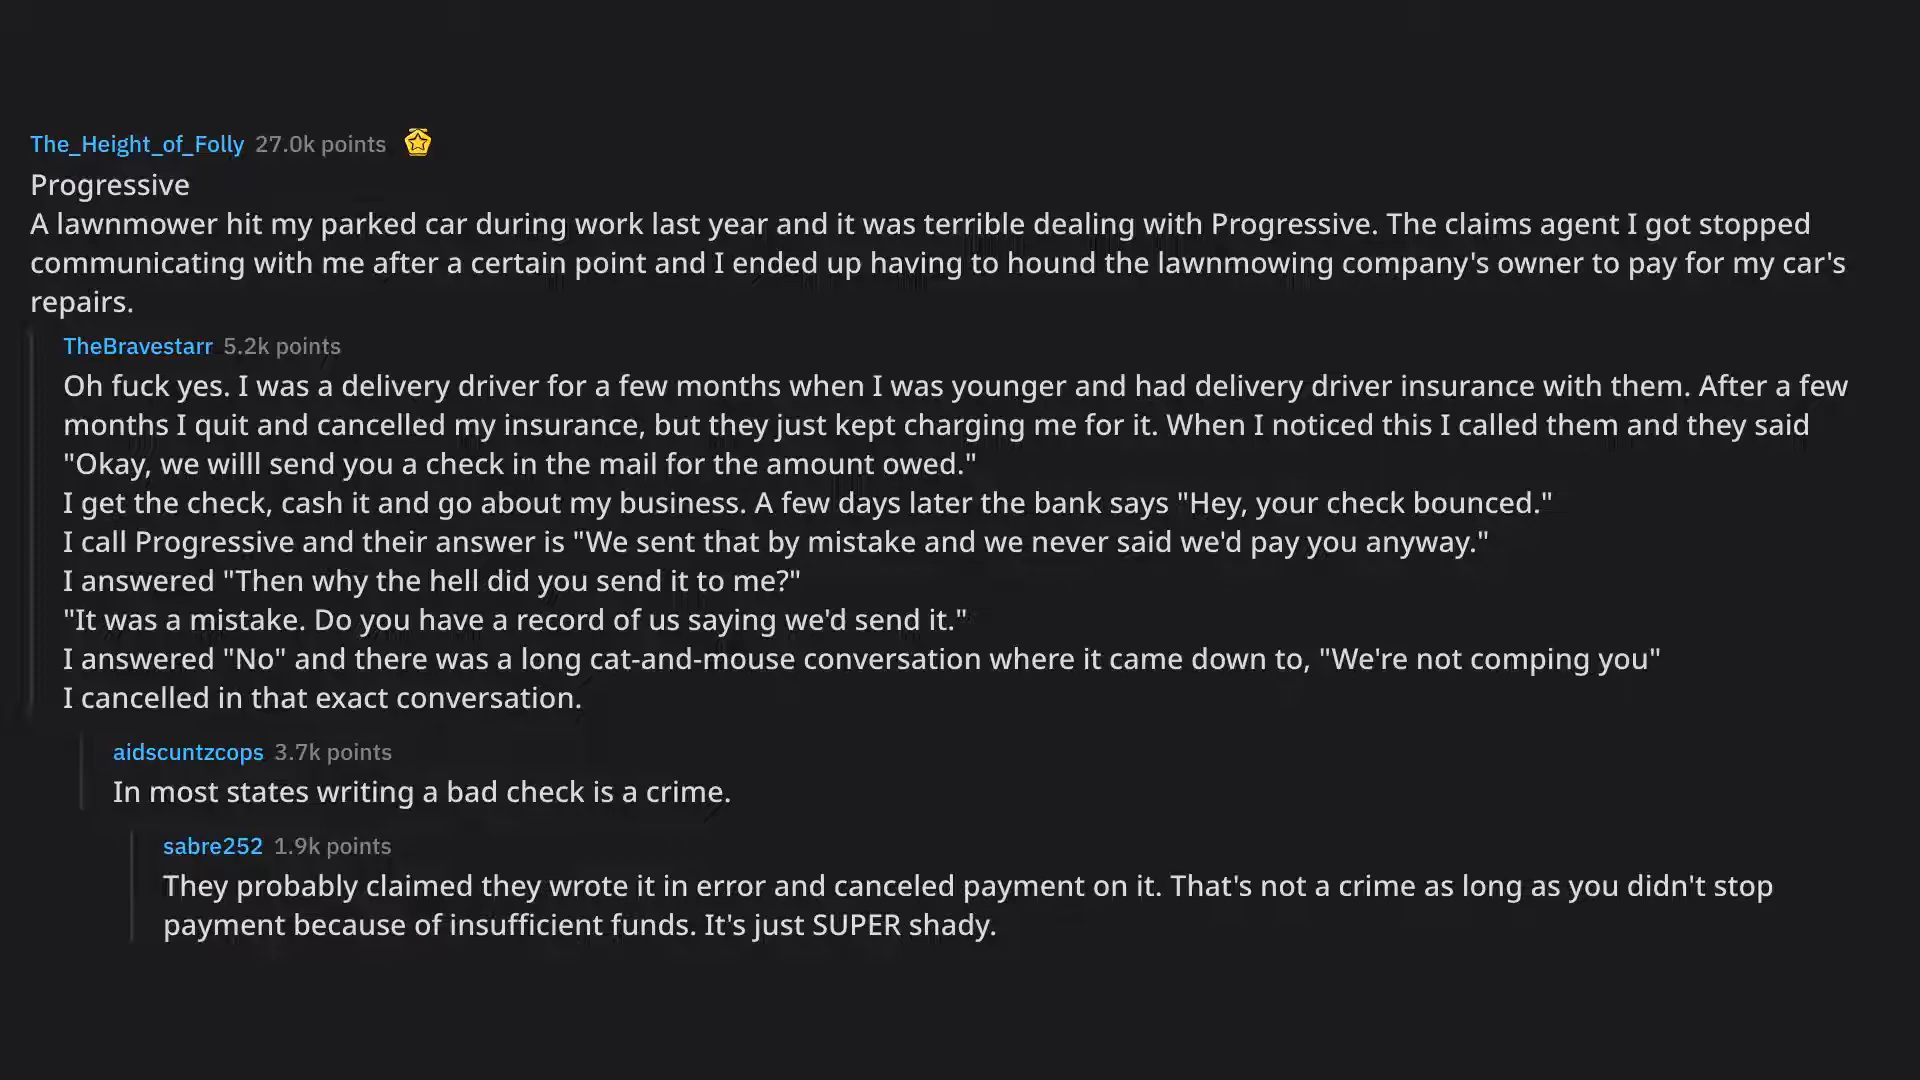 The_Height_of_Folly 27.0k points
Progressive
A lawnmower hit my parked car during work last year and it was terrible dealing with Progressive. The claims agent I got stopped
communicating with me after a certain point and I ended up having to hound the lawnmowing company's owner to pay for my car's
repairs.
TheBravestarr 5.2k points
Oh fuck yes. I was a delivery driver for a few months when I was younger and had delivery driver insurance with them. After a few
months I quit and cancelled my insurance, but they just kept charging me for it. When I noticed this I called them and they said
"Okay, we willl send you a check in the mail for the amount owed."
I get the check, cash it and go about my business. A few days later the bank says "Hey, your check bounced."
I call Progressive and their answer is "We sent that by mistake and we never said we'd pay you anyway."
I answered "Then why the hell did you send it to me?"
"It was a mistake. Do you have a record of us saying we'd send it."
I answered "No" and there was a long cat-and-mouse conversation where it came down to, "We're not comping you"
I cancelled in that exact conversation.
aidscuntzcops 3.7k points
In most states writing a bad check is a crime.
sabre252 1.9k points
They probably claimed they wrote it in error and canceled payment on it. That's not a crime as long as you didn't stop
payment because of insufficient funds. It's just SUPER shady.